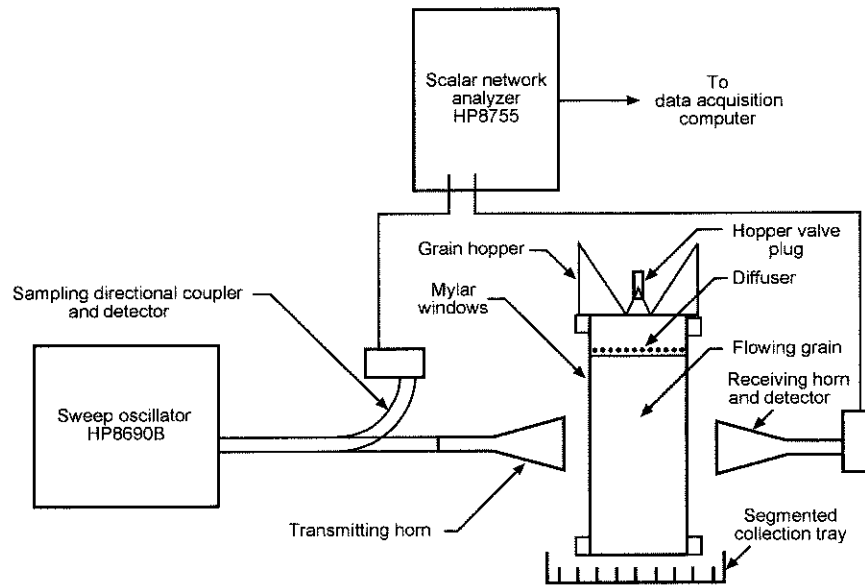 Scalar network
analyzer
HP8755
To
data acquisition
computer
Grain hopper
Hopper valve
plug
Sampling directional coupler
and detector
Mylar
windows
Diffuser
Flowing grain
Receiving horn
and detector
Sweep oscillator
HP8690B
Transmitting horn
Segmented
collection tray